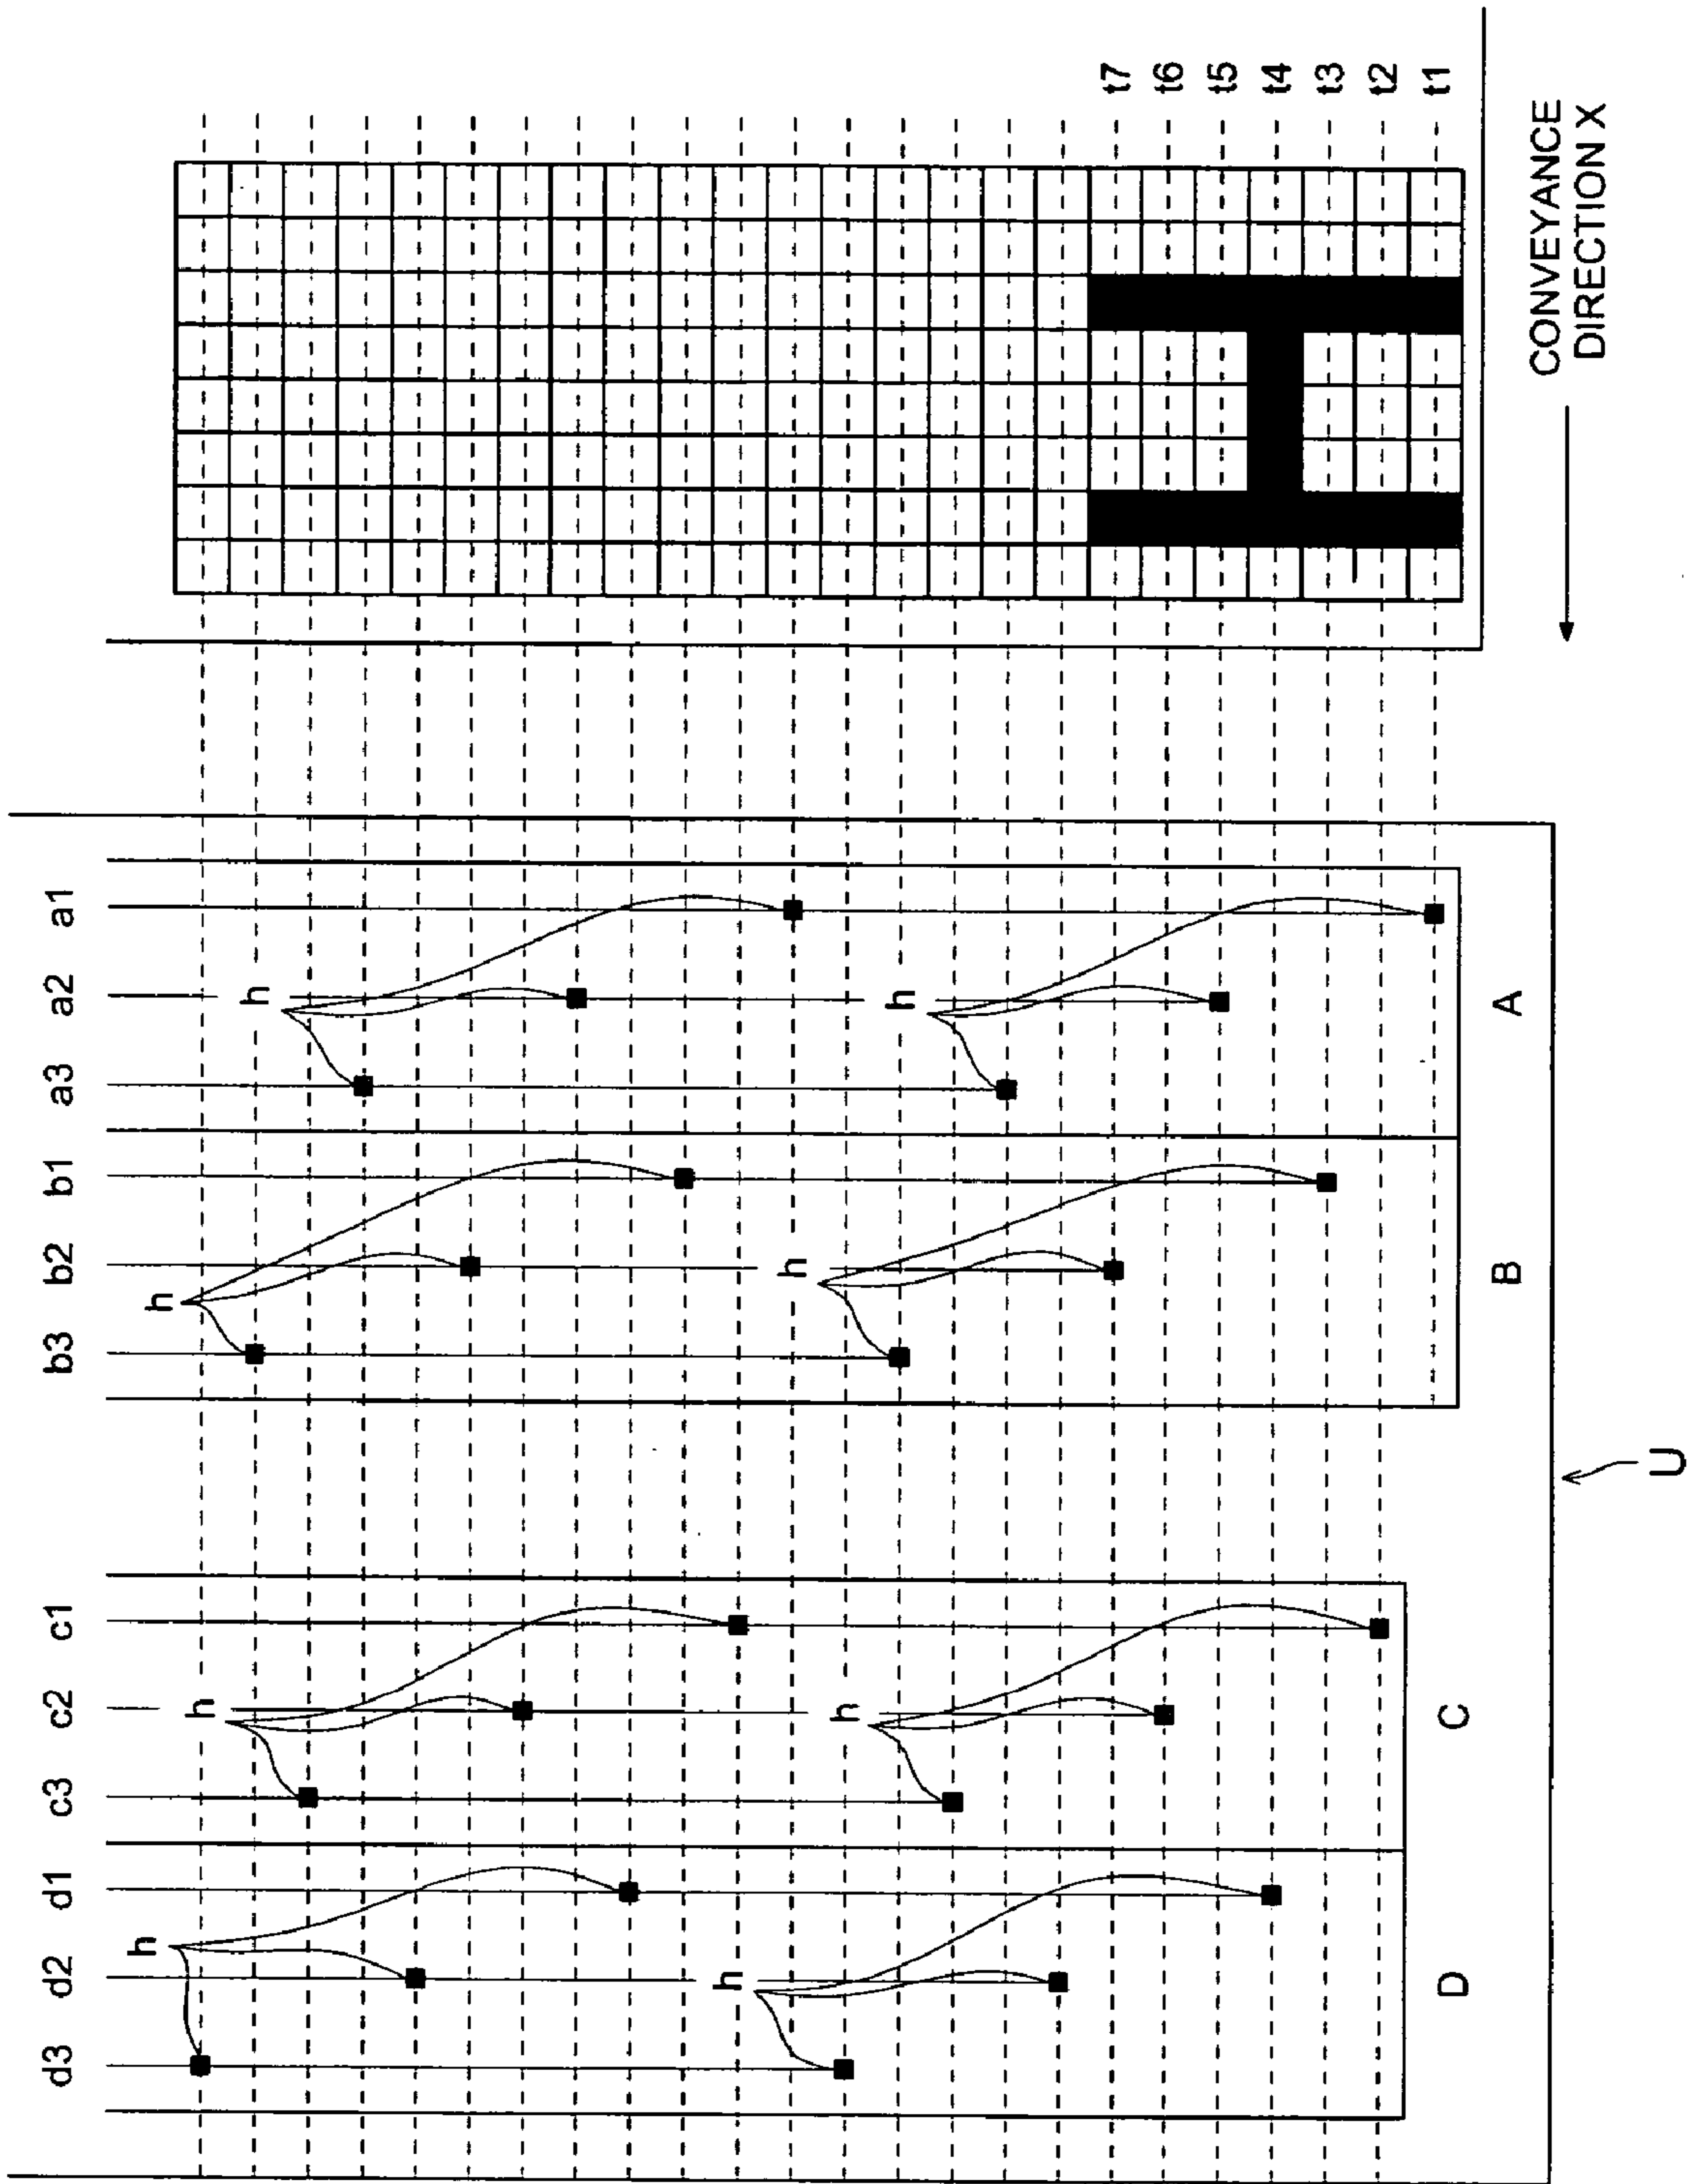 d3
d2
d1
c3
c2
c1
b3
b2
b1
a3
a2
a1
h
h
h
h
h
h
h
h
t7
t6
t5
t4
t3
t2
t1
D
C
B
A
U
CONVEYANCE
DIRECTION X